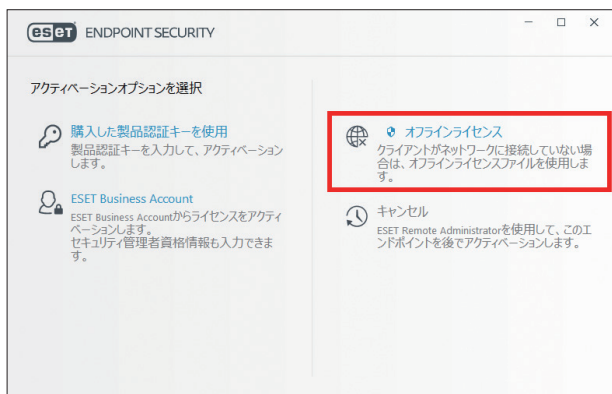 eset ENDPOINT SECURITY
アクティベーションオプションを選択
購入した製品認証キーを使用
製品認証キーを入力して、アクティベーション
します。
ESET Business Account
ESET Business Accountからライセンスをアクティ
ベーションします。
セキュリティ管理者資格情報も入力できま
す。
オフラインライセンス
クライアントがネットワークに接続していない場
合は、オフラインライセンスファイルを使用しま
す。
キャンセル
ESET Remote Administratorを使用して、このエ
ンドポイントを後でアクティベーションします。